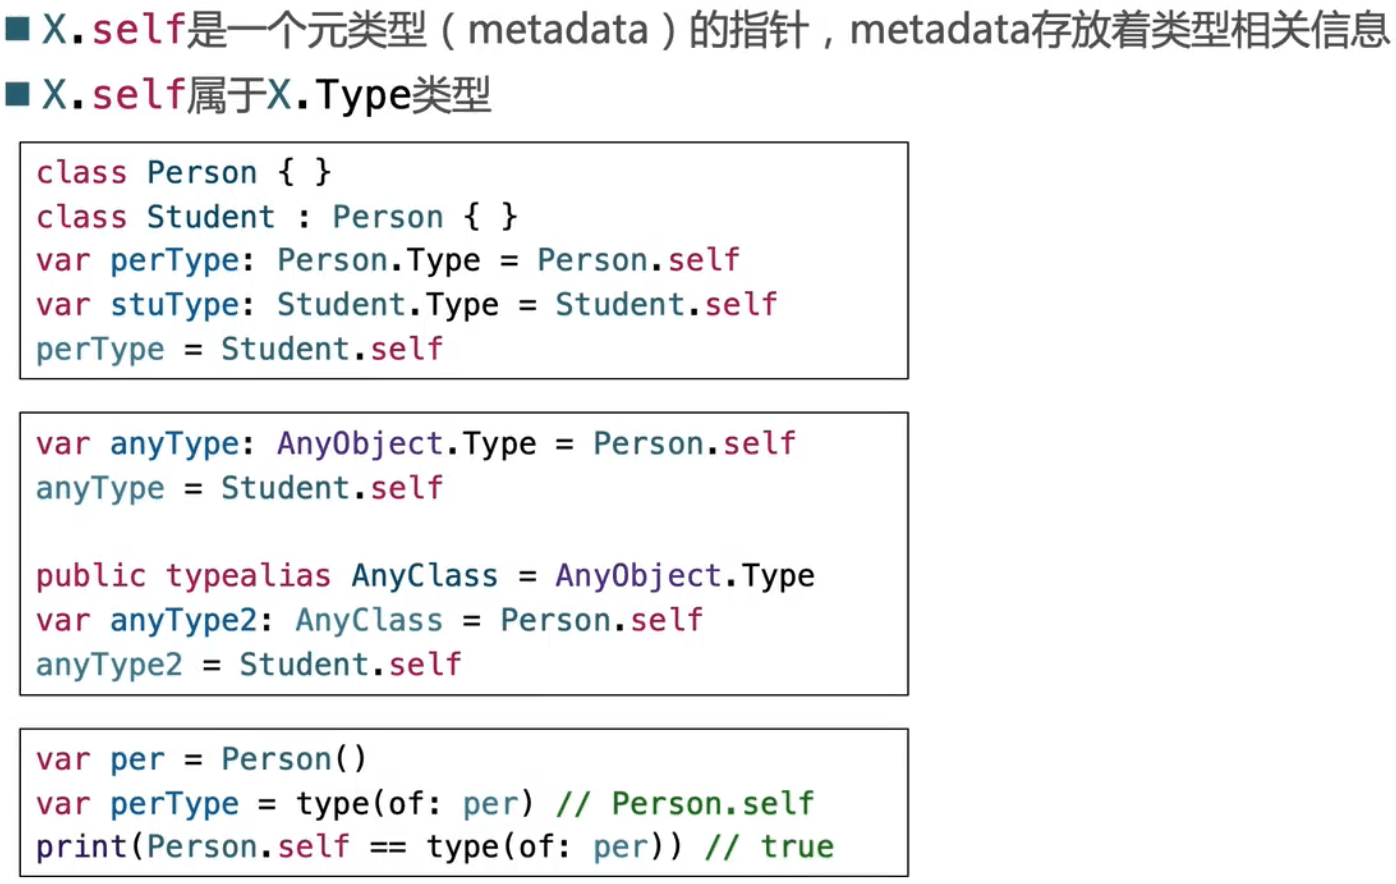 X.self是一个元类型（metadata）的指针，metadata存放着类型相关信息
X.self属于X.Type类型
class Person { }
class Student : Person { }
var perType: Person.Type = Person.self
var stuType: Student.Type = Student.self
perType = Student.self
var anyType: AnyObject.Type = Person.self
anyType = Student.self
public typealias AnyClass = AnyObject.Type
var anyType2: AnyClass = Person.self
anyType2 = Student.self
var per = Person()
var perType = type(of: per) // Person.self
print(Person.self == type(of: per)) // true